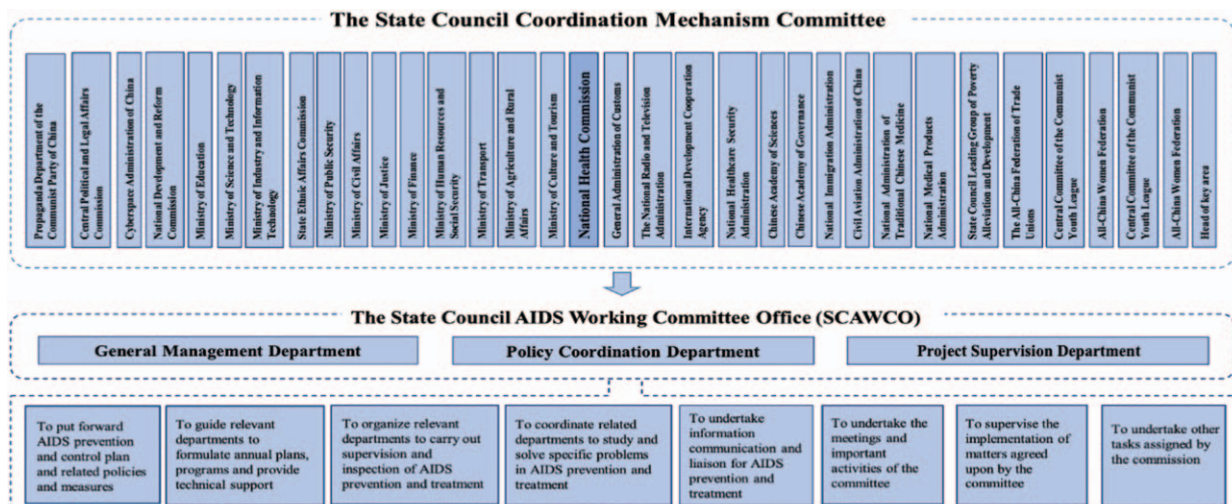 The State Council Coordination Mechanism Committee
Propaganda Department of the
Communist Party of China
Central Political and Legal Affairs
Commission
Cyberspace Administration of China
National Development and Reform
Commission
Ministry of Education
Ministry of Science and Technology
Ministry of Industry and Information
Technology
State Ethnic Affairs Commission
Ministry of Public Security
Ministry of Civil Affairs
Ministry of Justice
Ministry of Finance
Ministry of Human Resources and
Social Security
Ministry of Transport
Ministry of Agriculture and Rural
Affairs
Ministry of Culture and Tourism
National Health Commission
General Administration of Customs
The National Radio and Television
Administration
International Development Cooperation
Agency
National Healthcare Security
Administration
Chinese Academy of Sciences
Chinese Academy of Governance
National Immigration Administration
Civil Aviation Administration of China
National Administration of
Traditional Chinese Medicine
National Medical Products
Administration
State Council Leading Group of Poverty
Alleviation and Development
The All-China Federation of Trade
Unions
Central Committee of the Communist
Youth League
All-China Women Federation
Central Committee of the Communist
Youth League
All-China Women Federation
Head of key area
The State Council AIDS Working Committee Office (SCAWCO)
General Management Department
Policy Coordination Department
Project Supervision Department
To put forward
AIDS prevention
and control plan
and related policies
and measures
To guide relevant
departments to
formulate annual plans,
programs and provide
technical support
To organize relevant
departments to carry out
supervision and
inspection of AIDS
prevention and treatment
To coordinate related
departments to study and
solve specific problems
in AIDS prevention and
treatment
To undertake
information
communication and
liaison for AIDS
prevention and
treatment
To undertake the
meetings and
important
activities of the
committee
To supervise the
implementation of
matters agreed
upon by the
committee
To undertake other
tasks assigned by
the commission